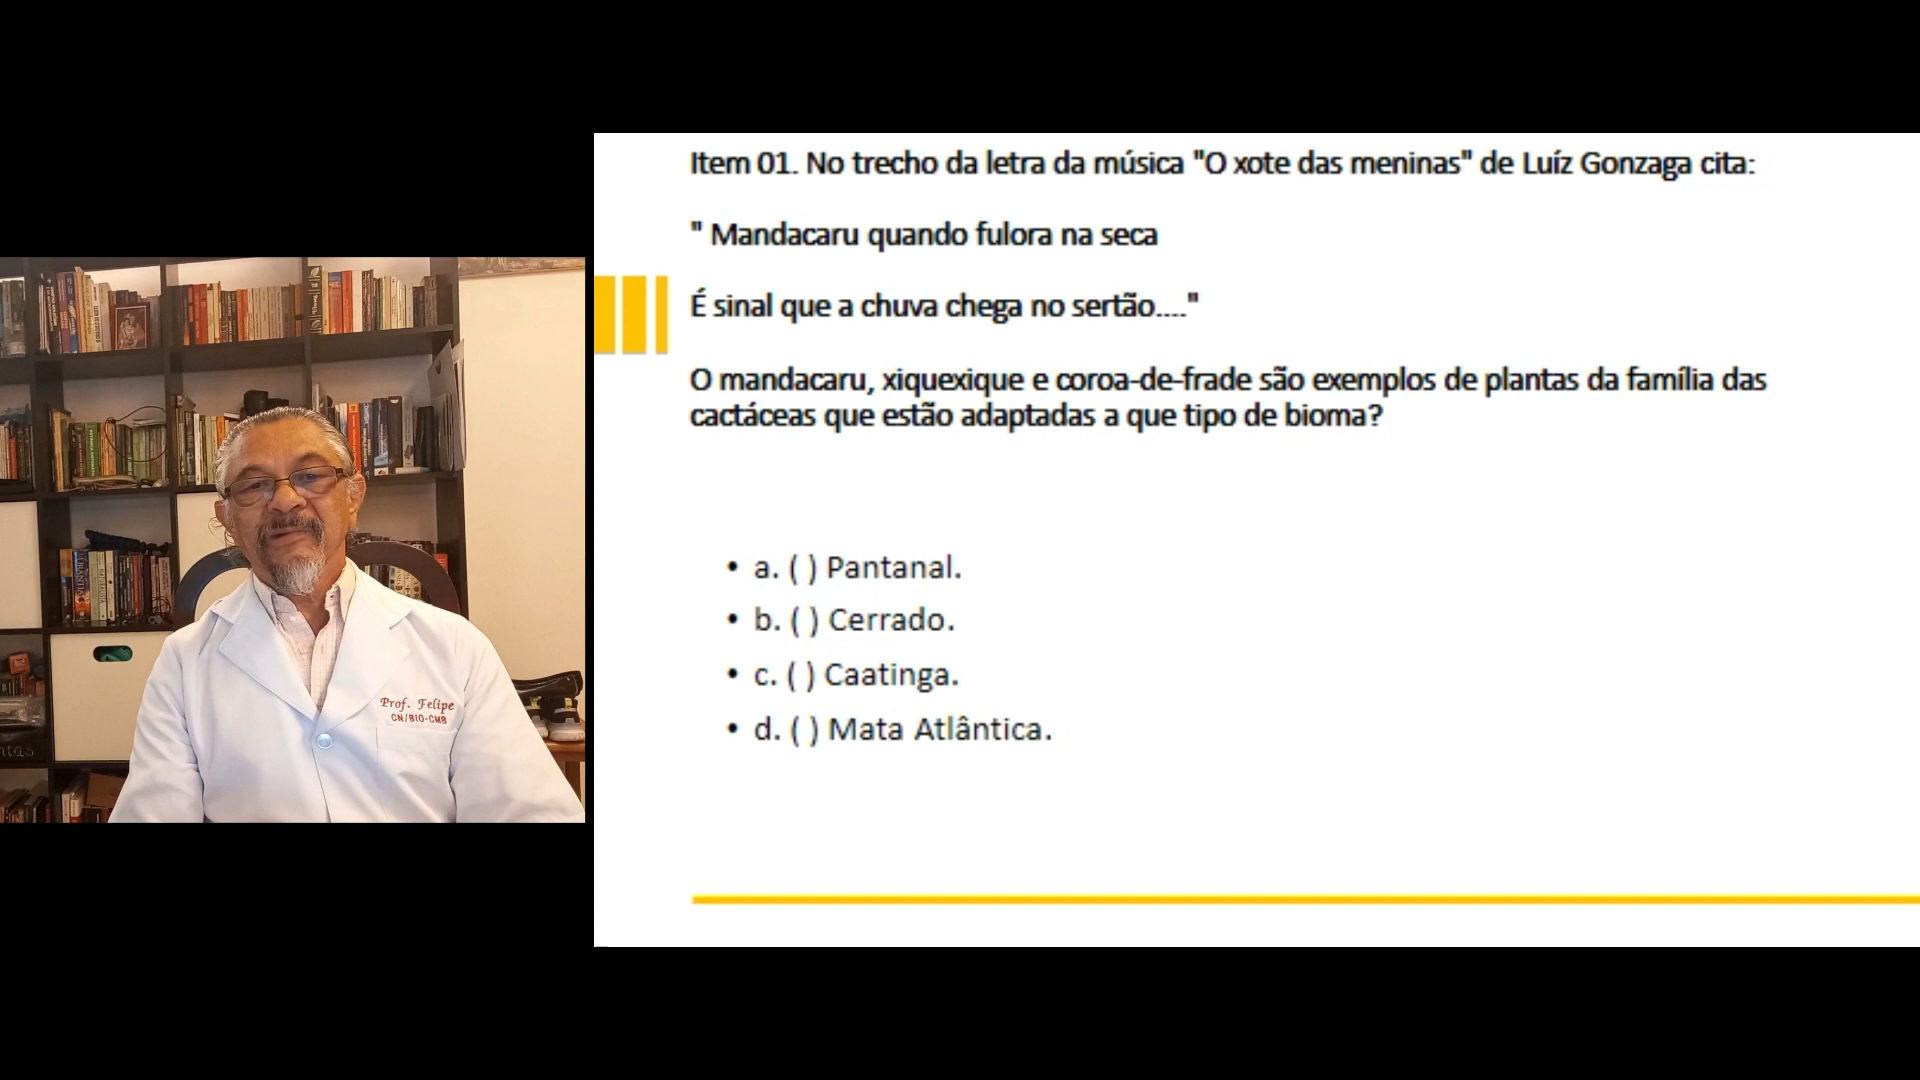 Item 01. No trecho da letra da música "O xote das meninas" de Luíz Gonzaga cita:
" Mandacaru quando fulora na seca
É sinal que a chuva chega no sertão...."
O mandacaru, xiquexique e coroa-de-frade são exemplos de plantas da família das
cactáceas que estão adaptadas a que tipo de bioma?
• a. ( ) Pantanal.
• b. ( ) Cerrado.
• c. ( ) Caatinga.
• d. ( ) Mata Atlântica.
Prof. Felipe
CN/BIO-CMB